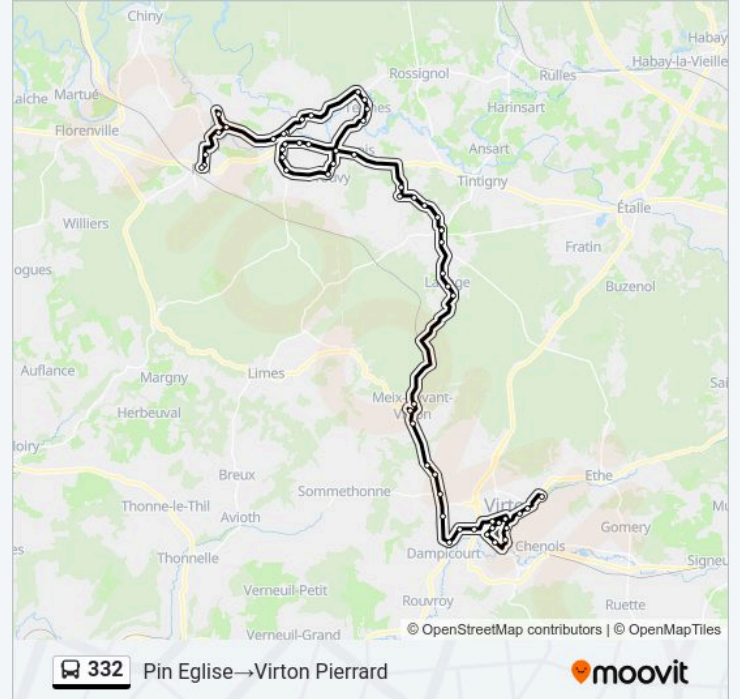 Chiny
Habay
Rossignol
Habay-la-Vieille
Rulles
Martué
Harinsart
Florenville
Ansart
Tintigny
Étalle
Williers
Fratin
Buzenol
Auflance
Limes
Margny
Herbeuval
Breux
Ethe
Sommethonne
Thonne-le-Thil
Avioth
Gomery
Thonnelle
Dampicourt
Chenois
Verneuil-Petit
Rouvroy
Ruette
Verneuil-Grand
© OpenStreetMap contributors | © OpenMapTiles
332 Pin Eglise→Virton Pierrard
moovit